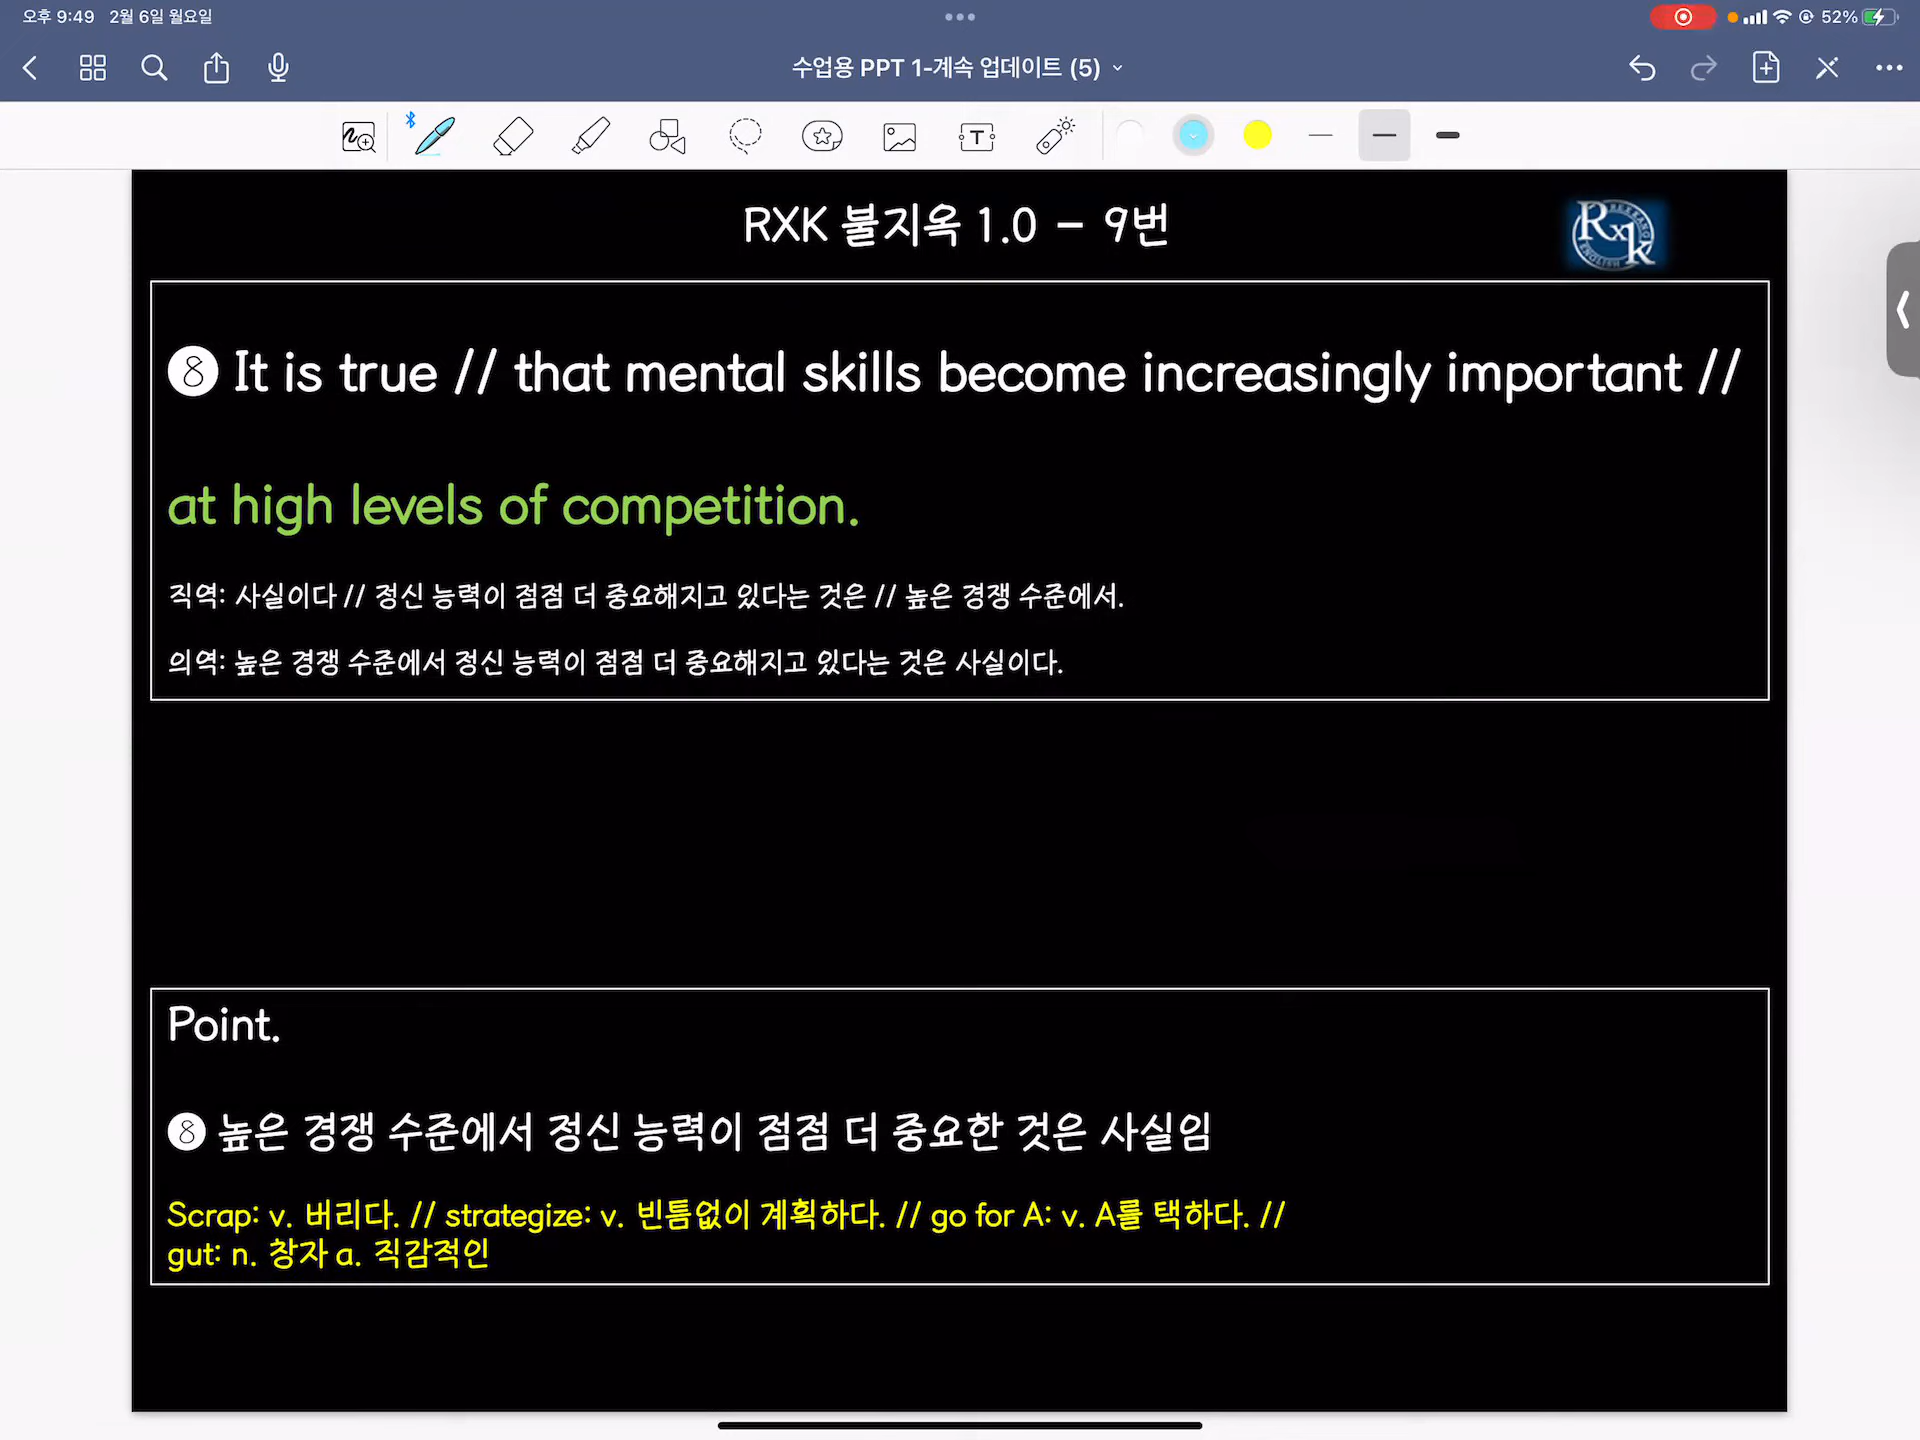 오후 9:49 2월 6일 월요일
52%
수업용 PPT 1-계속 업데이트 (5)
RXK 불지옥 1.0 – 9번
RxK
❽ It is true // that mental skills become increasingly important //
at high levels of competition.
직역: 사실이다 // 정신 능력이 점점 더 중요해지고 있다는 것은 // 높은 경쟁 수준에서.
의역: 높은 경쟁 수준에서 정신 능력이 점점 더 중요해지고 있다는 것은 사실이다.
Point.
❽ 높은 경쟁 수준에서 정신 능력이 점점 더 중요한 것은 사실임
Scrap: v. 버리다. // strategize: v. 빈틈없이 계획하다. // go for A: v. A를 택하다. //
gut: n. 창자 a. 직감적인